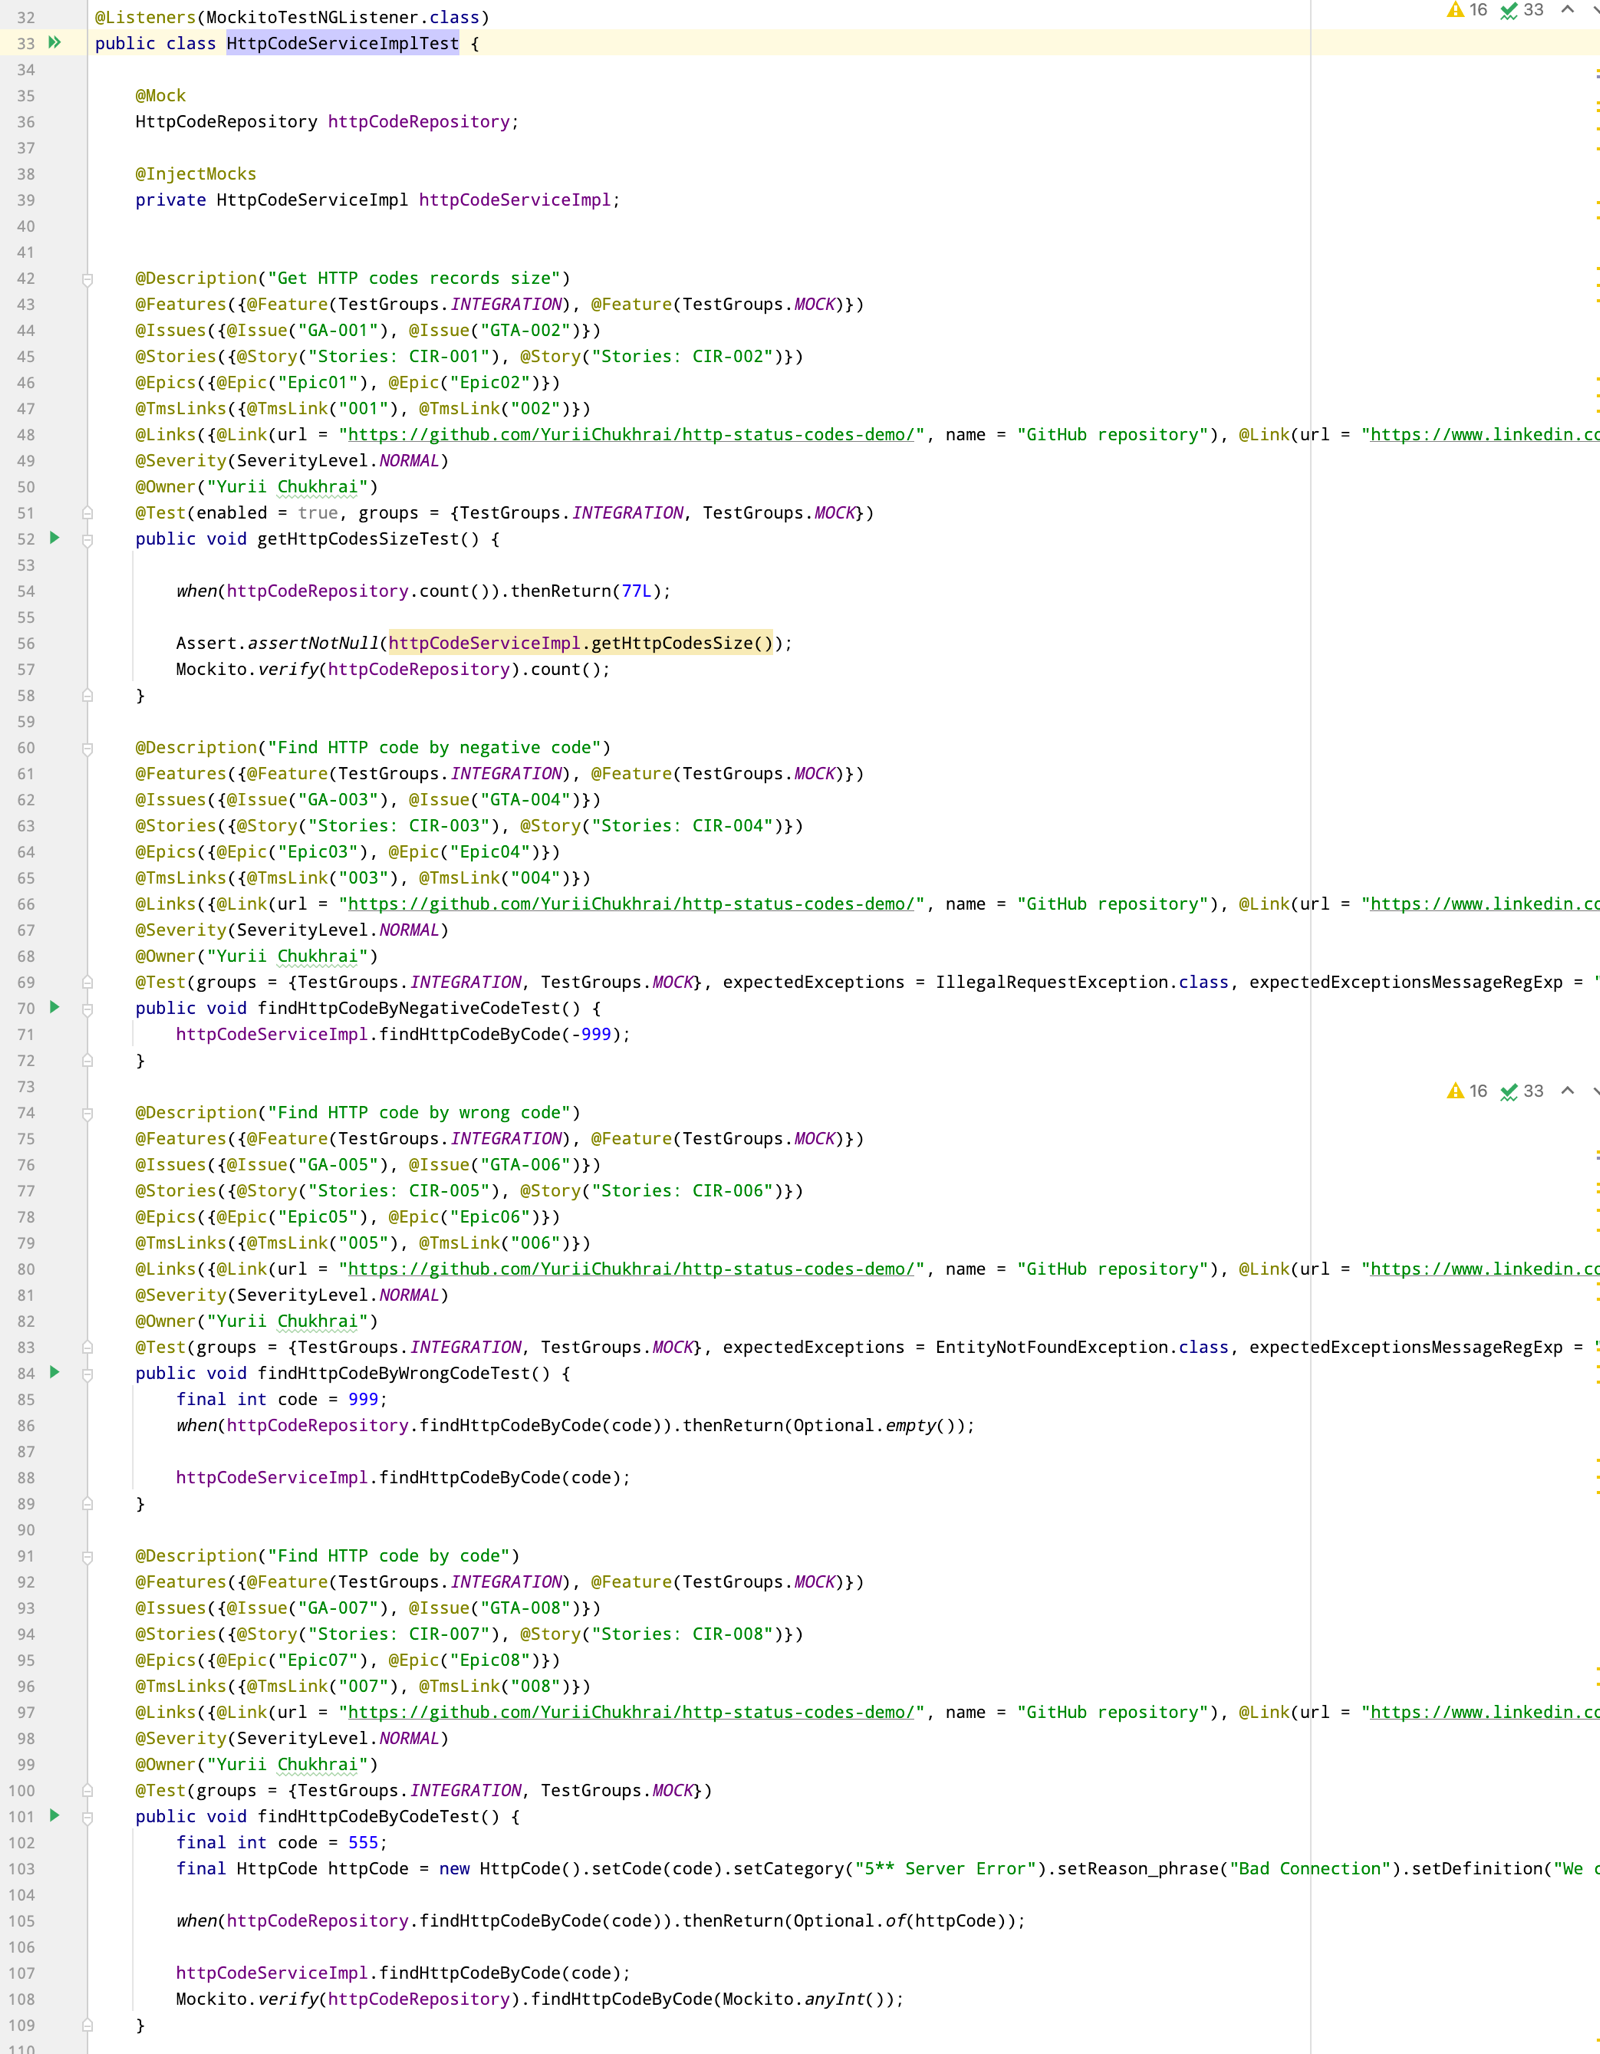 32 @Listeners(MockitoTestNGListener.class)
16 33
33 public class HttpCodeServiceImplTest {
34
35 @Mock
36 HttpCodeRepository httpCodeRepository;
37
38 @InjectMocks
39 private HttpCodeServiceImpl httpCodeServiceImpl;
40
41
42 @Description("Get HTTP codes records size")
43 @Features({@Feature(TestGroups.INTEGRATION), @Feature(TestGroups.MOCK)})
44 @Issues({@Issue("GA-001"), @Issue("GTA-002")})
45 @Stories({@Story("Stories: CIR-001"), @Story("Stories: CIR-002")})
46 @Epics({@Epic("Epic01"), @Epic("Epic02")})
47 @TmsLinks({@TmsLink("001"), @TmsLink("002")})
48 @Links({@Link(url = "https://github.com/YuriiChukhrai/http-status-codes-demo/", name = "GitHub repository"), @Link(url = "https://www.linkedin.co
49 @Severity(SeverityLevel.NORMAL)
50 @Owner("Yurii Chukhrai")
51 @Test(enabled = true, groups = {TestGroups.INTEGRATION, TestGroups.MOCK})
52 public void getHttpCodesSizeTest() {
53
54 when(httpCodeRepository.count()).thenReturn(77L);
55
56 Assert.assertNotNull(httpCodeServiceImpl.getHttpCodesSize());
57 Mockito.verify(httpCodeRepository).count();
58 }
59
60 @Description("Find HTTP code by negative code")
61 @Features({@Feature(TestGroups.INTEGRATION), @Feature(TestGroups.MOCK)})
62 @Issues({@Issue("GA-003"), @Issue("GTA-004")})
63 @Stories({@Story("Stories: CIR-003"), @Story("Stories: CIR-004")})
64 @Epics({@Epic("Epic03"), @Epic("Epic04")})
65 @TmsLinks({@TmsLink("003"), @TmsLink("004")})
66 @Links({@Link(url = "https://github.com/YuriiChukhrai/http-status-codes-demo/", name = "GitHub repository"), @Link(url = "https://www.linkedin.co
67 @Severity(SeverityLevel.NORMAL)
68 @Owner("Yurii Chukhrai")
69 @Test(groups = {TestGroups.INTEGRATION, TestGroups.MOCK}, expectedExceptions = IllegalRequestException.class, expectedExceptionsMessageRegExp = "
70 public void findHttpCodeByNegativeCodeTest() {
71 httpCodeServiceImpl.findHttpCodeByCode(-999);
72 }
73
16 33
74 @Description("Find HTTP code by wrong code")
75 @Features({@Feature(TestGroups.INTEGRATION), @Feature(TestGroups.MOCK)})
76 @Issues({@Issue("GA-005"), @Issue("GTA-006")})
77 @Stories({@Story("Stories: CIR-005"), @Story("Stories: CIR-006")})
78 @Epics({@Epic("Epic05"), @Epic("Epic06")})
79 @TmsLinks({@TmsLink("005"), @TmsLink("006")})
80 @Links({@Link(url = "https://github.com/YuriiChukhrai/http-status-codes-demo/", name = "GitHub repository"), @Link(url = "https://www.linkedin.co
81 @Severity(SeverityLevel.NORMAL)
82 @Owner("Yurii Chukhrai")
83 @Test(groups = {TestGroups.INTEGRATION, TestGroups.MOCK}, expectedExceptions = EntityNotFoundException.class, expectedExceptionsMessageRegExp = "
84 public void findHttpCodeByWrongCodeTest() {
85 final int code = 999;
86 when(httpCodeRepository.findHttpCodeByCode(code)).thenReturn(Optional.empty());
87
88 httpCodeServiceImpl.findHttpCodeByCode(code);
89 }
90
91 @Description("Find HTTP code by code")
92 @Features({@Feature(TestGroups.INTEGRATION), @Feature(TestGroups.MOCK)})
93 @Issues({@Issue("GA-007"), @Issue("GTA-008")})
94 @Stories({@Story("Stories: CIR-007"), @Story("Stories: CIR-008")})
95 @Epics({@Epic("Epic07"), @Epic("Epic08")})
96 @TmsLinks({@TmsLink("007"), @TmsLink("008")})
97 @Links({@Link(url = "https://github.com/YuriiChukhrai/http-status-codes-demo/", name = "GitHub repository"), @Link(url = "https://www.linkedin.co
98 @Severity(SeverityLevel.NORMAL)
99 @Owner("Yurii Chukhrai")
100 @Test(groups = {TestGroups.INTEGRATION, TestGroups.MOCK})
101 public void findHttpCodeByCodeTest() {
102 final int code = 555;
103 final HttpCode httpCode = new HttpCode().setCode(code).setCategory("5** Server Error").setReason_phrase("Bad Connection").setDefinition("We c
104
105 when(httpCodeRepository.findHttpCodeByCode(code)).thenReturn(Optional.of(httpCode));
106
107 httpCodeServiceImpl.findHttpCodeByCode(code);
108 Mockito.verify(httpCodeRepository).findHttpCodeByCode(Mockito.anyInt());
109 }
110